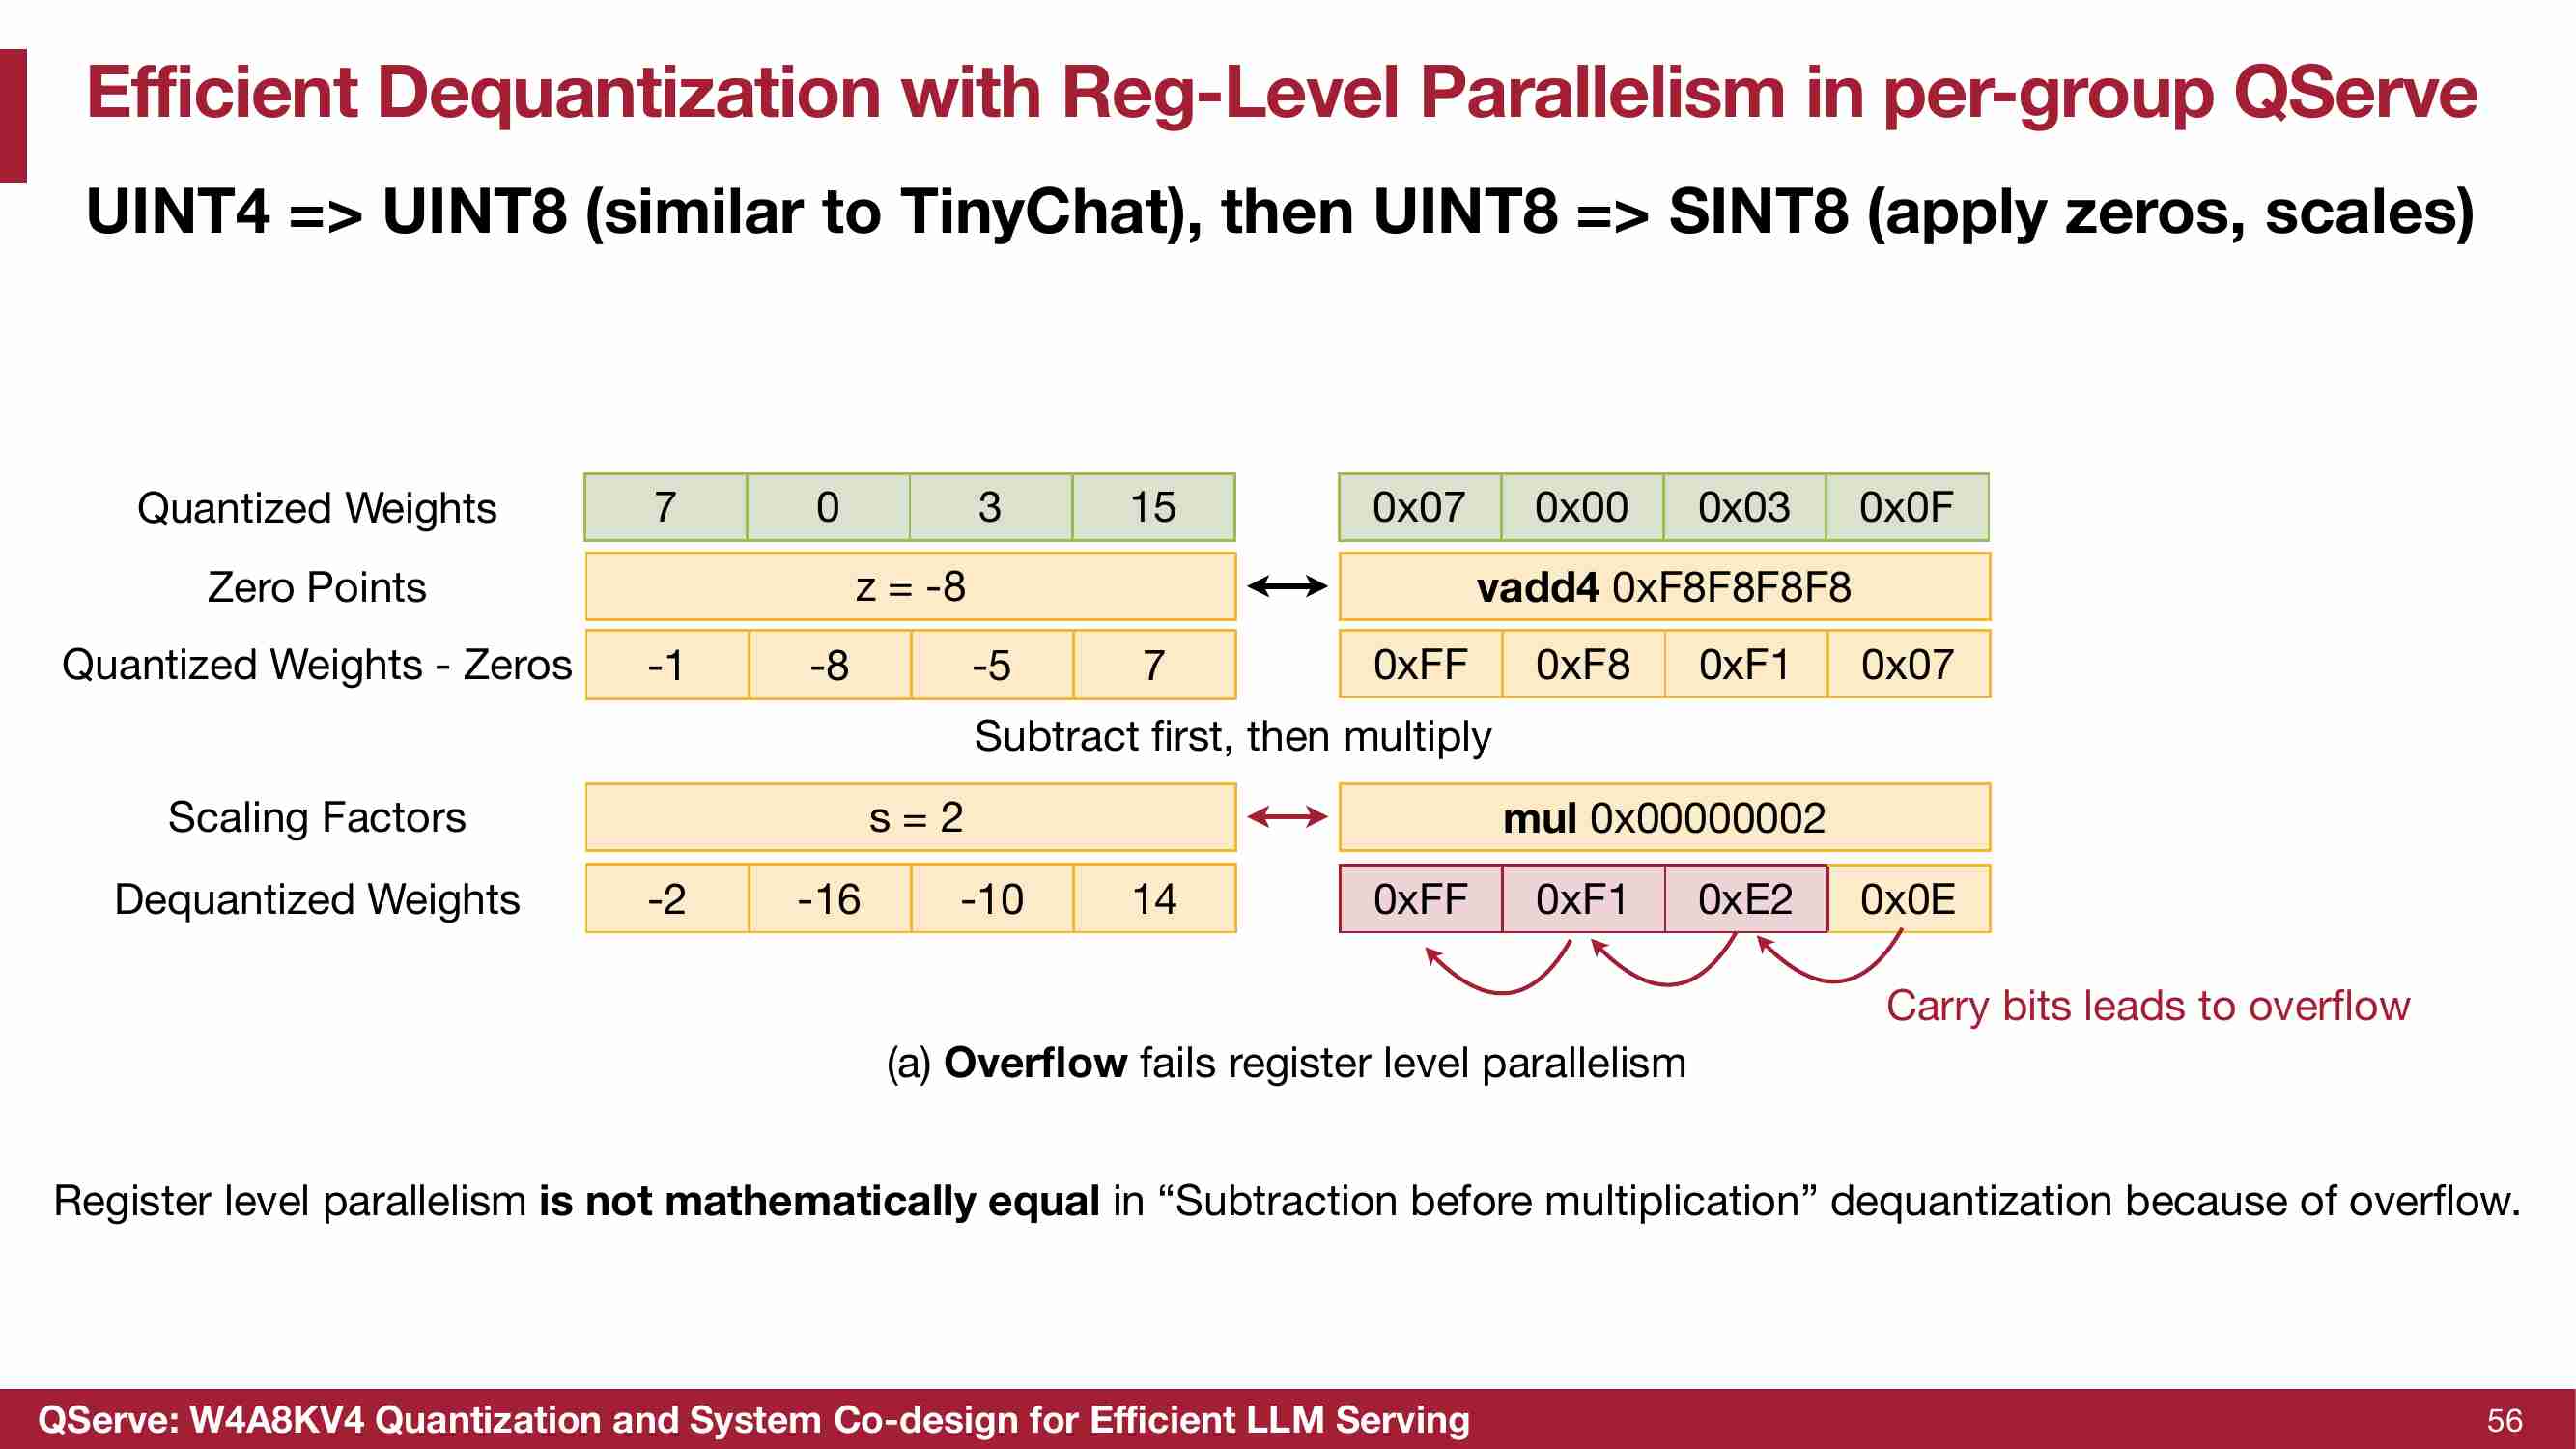 Efficient Dequantization with Reg-Level Parallelism in per-group QServe
UINT4 => UINT8 (similar to TinyChat), then UINT8 => SINT8 (apply zeros, scales)
Quantized Weights 7 0 3 15 0x07 0x00 0x03 0x0F
Zero Points z = -8 vadd4 0xF8F8F8F8
Quantized Weights - Zeros -1 -8 -5 7 0xFF 0xF8 0xF1 0x07
Subtract first, then multiply
Scaling Factors s = 2 mul 0x00000002
Dequantized Weights -2 -16 -10 14 0xFF 0xF1 0xE2 0x0E
Carry bits leads to overflow
(a) Overflow fails register level parallelism
Register level parallelism is not mathematically equal in “Subtraction before multiplication” dequantization because of overflow.
QServe: W4A8KV4 Quantization and System Co-design for Efficient LLM Serving 56